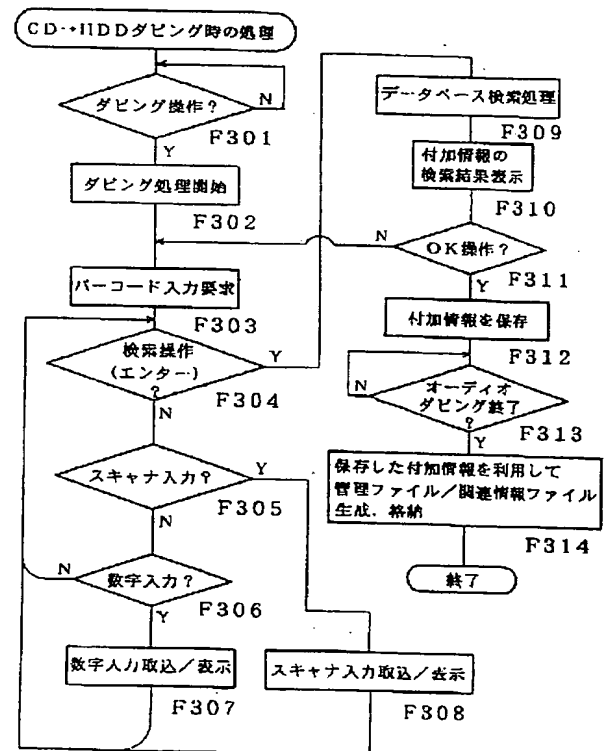 CD→HDDダビング時の処理
ダビング操作?
N
F301
Y
ダビング処理開始
F302
バーコード入力要求
F303
検索操作
(エンター)
?
Y
F304
N
スキャナ入力?
Y
F305
N
数字入力?
N
F306
Y
数字入力取込/表示
F307
スキャナ入力取込/表示
F308
データベース検索処理
F309
付加情報の
検索結果表示
F310
OK操作?
N
F311
Y
付加情報を保存
F312
オーディオ
ダビング終了
?
N
F313
Y
保存した付加情報を利用して
管理ファイル/関連情報ファイル
生成、格納
F314
終了